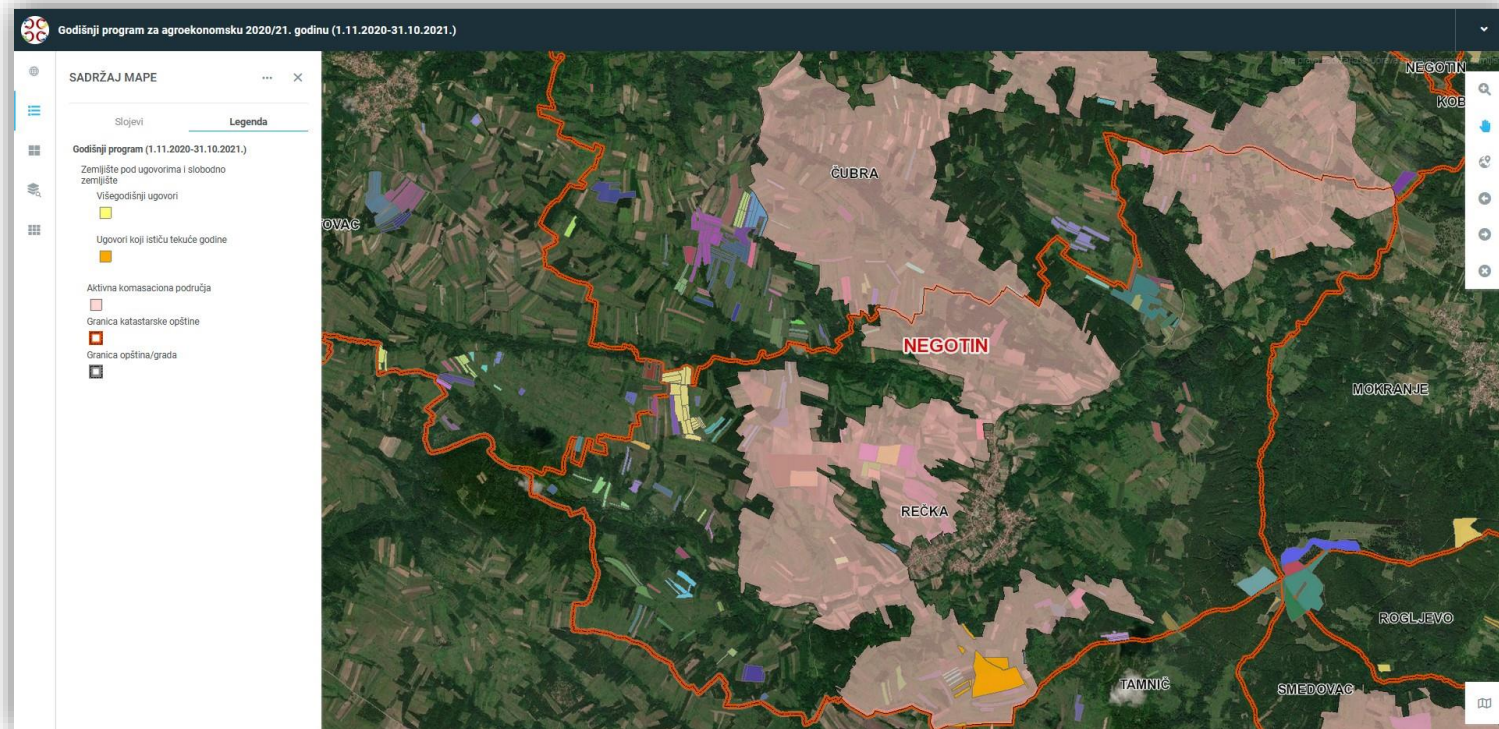 Godišnji program za agroekonomsku 2020/21. godinu (1.11.2020-31.10.2021.)
SADRŽAJ MAPE
Slojevi
Legenda
Godišnji program (1.11.2020-31.10.2021.)
Zemljište pod ugovorima i slobodno
zemljište
Višegodišnji ugovori
Ugovori koji ističu tekuće godine
Aktivna komasaciona područja
Granica katastarske opštine
Granica opština/grada
NEGOTIN
KOB
ČUBRA
OVAC
NEGOTIN
MOKRANJE
REČKA
ROGLJEVO
TAMNIČ
SMEDOVAC